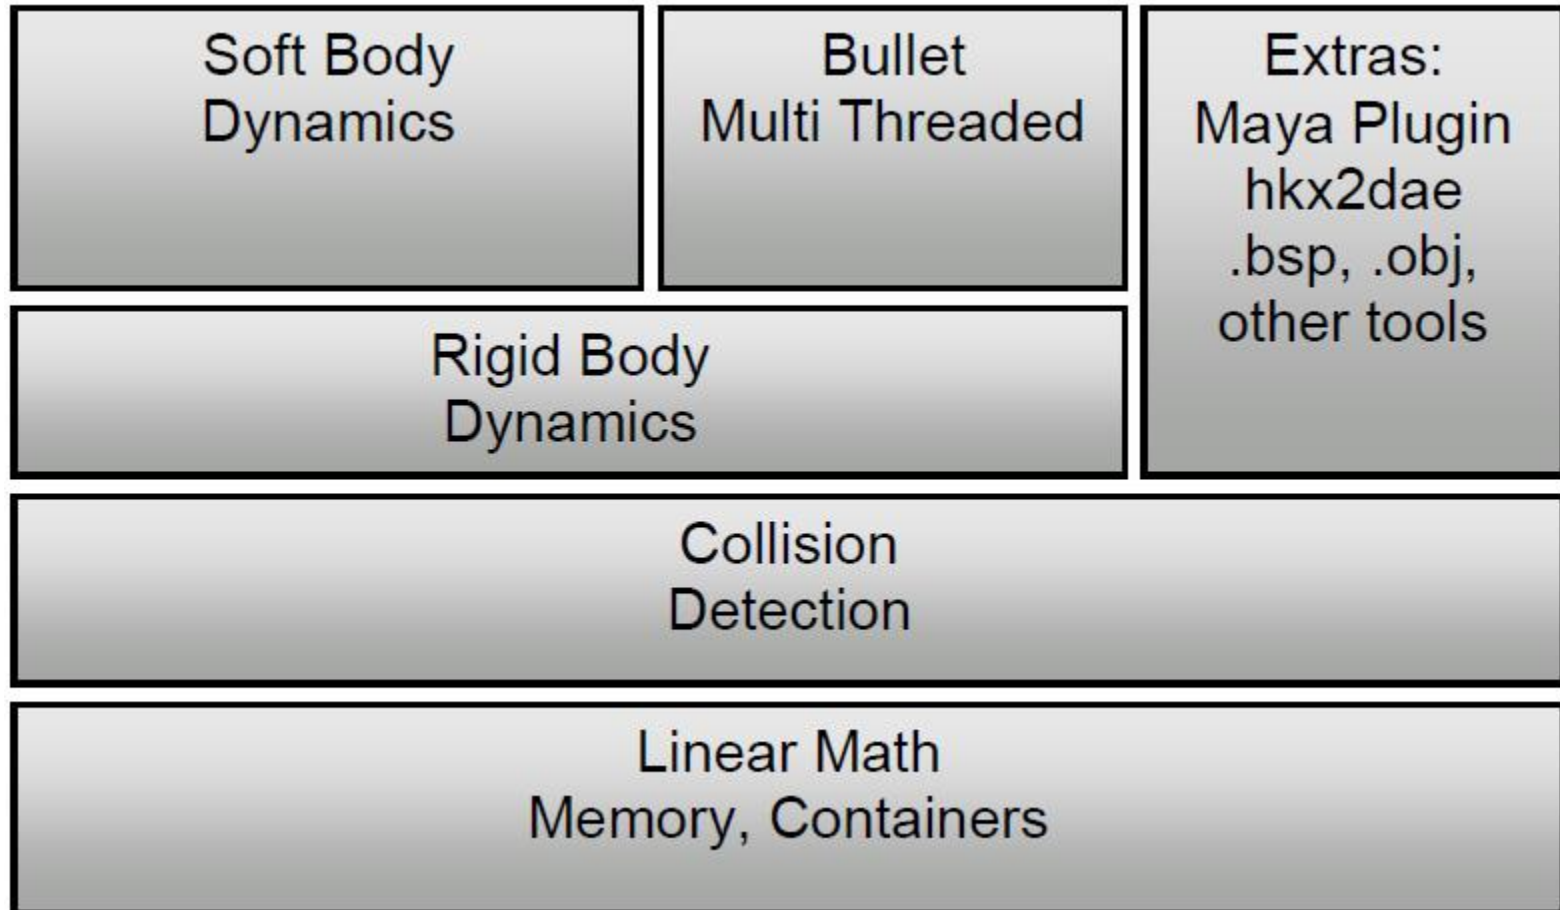 Soft Body
Dynamics
Bullet
Multi Threaded
Extras:
Maya Plugin
hkx2dae
.bsp, .obj,
other tools
Rigid Body
Dynamics
Collision
Detection
Linear Math
Memory, Containers